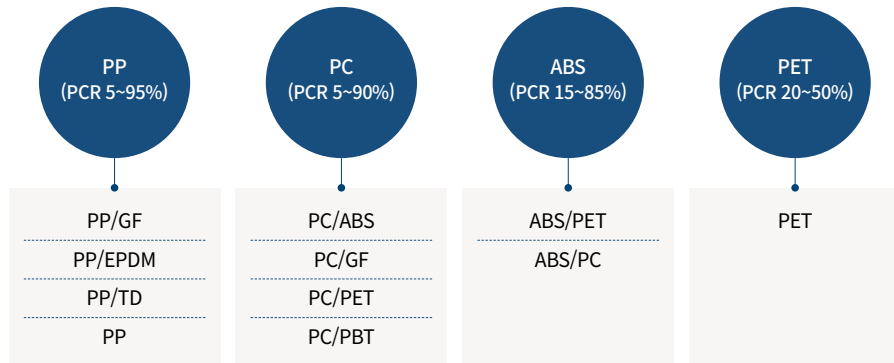 PP
(PCR 5~95%)
PP/GF
PP/EPDM
PP/TD
PP
PC
(PCR 5~90%)
PC/ABS
PC/GF
PC/PET
PC/PBT
ABS
(PCR 15~85%)
ABS/PET
ABS/PC
PET
(PCR 20~50%)
PET